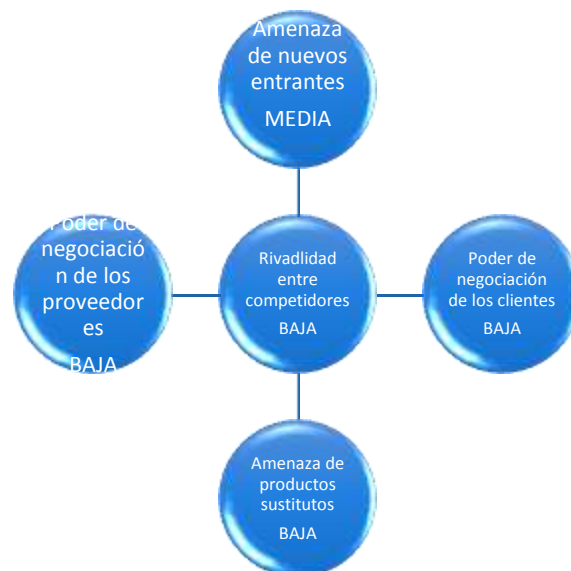 Amenaza
de nuevos
entrantes
MEDIA
Poder de
negociació
n de los
proveedor
es
BAJA
Rivadlidad
entre
competidores
BAJA
Poder de
negociación
de los clientes
BAJA
Amenaza de
productos
sustitutos
BAJA